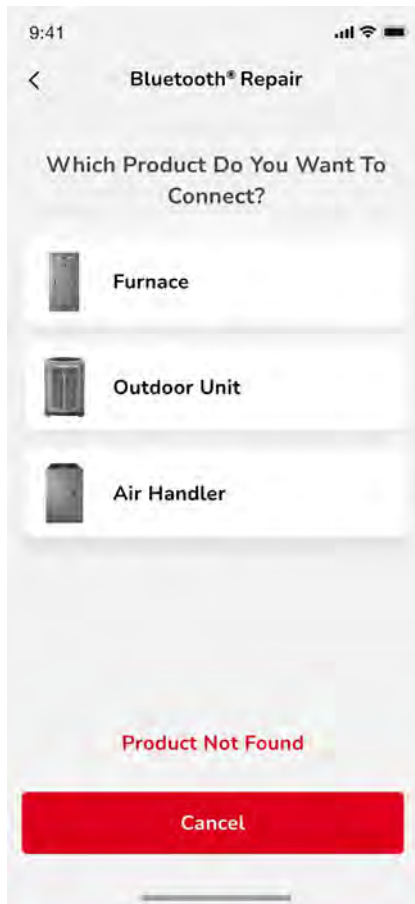 9:41
Bluetooth® Repair
Which Product Do You Want To
Connect?
Furnace
Outdoor Unit
Air Handler
Product Not Found
Cancel